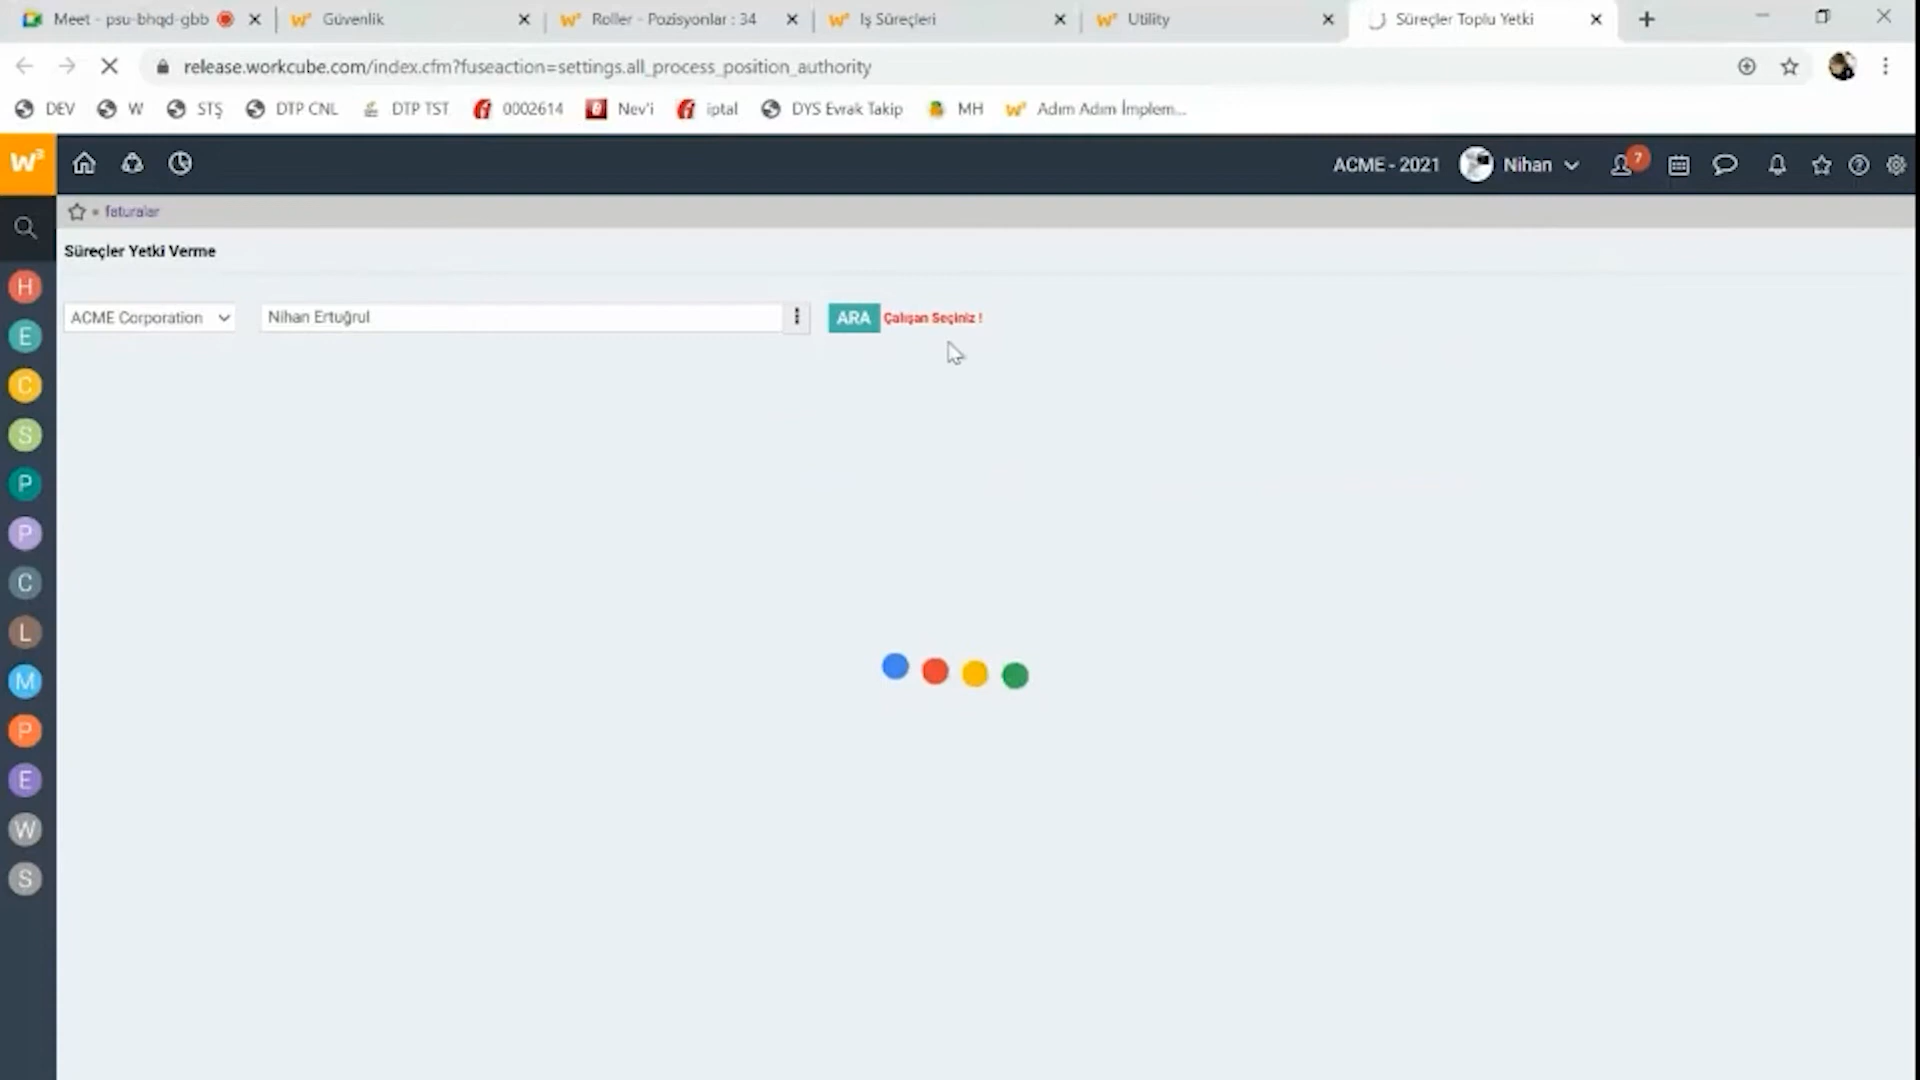 Meet - psu-bhqd-gbb
Güvenlik
Roller - Pozisyonlar : 34
İş Süreçleri
Utility
Süreçler Toplu Yetki
release.workcube.com/index.cfm?fuseaction=settings.all_process_position_authority
DEV
W
STŞ
DTP CNL
DTP TST
0002614
Nev'i
iptal
DYS Evrak Takip
MH
Adım Adım İmplem...
W³
ACME - 2021
Nihan
7
faturalar
Süreçler Yetki Verme
ACME Corporation
Nihan Ertuğrul
ARA
Çalışan Seçiniz !
H
E
C
S
P
P
C
L
M
P
E
W
S